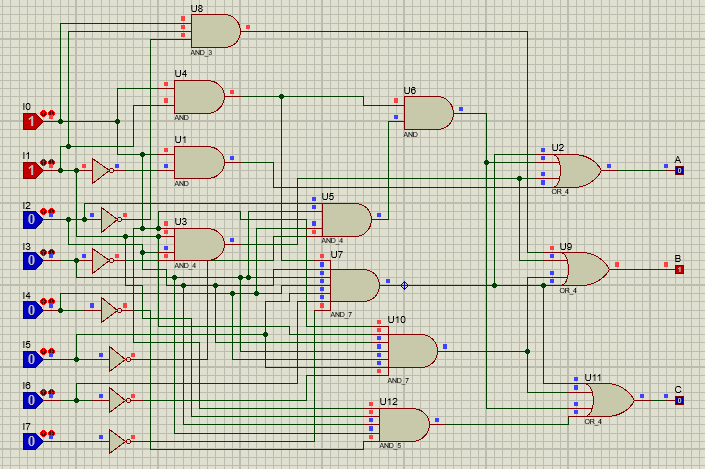 U8
AND_3
U4
AND
U6
AND
I0
1
U1
AND
U2
OR_4
A
0
I1
1
I2
0
U5
AND_4
U3
AND_4
I3
0
U7
AND_7
U9
OR_4
B
1
I4
0
U10
AND_7
I5
0
U11
OR_4
C
0
I6
0
U12
AND_5
I7
0